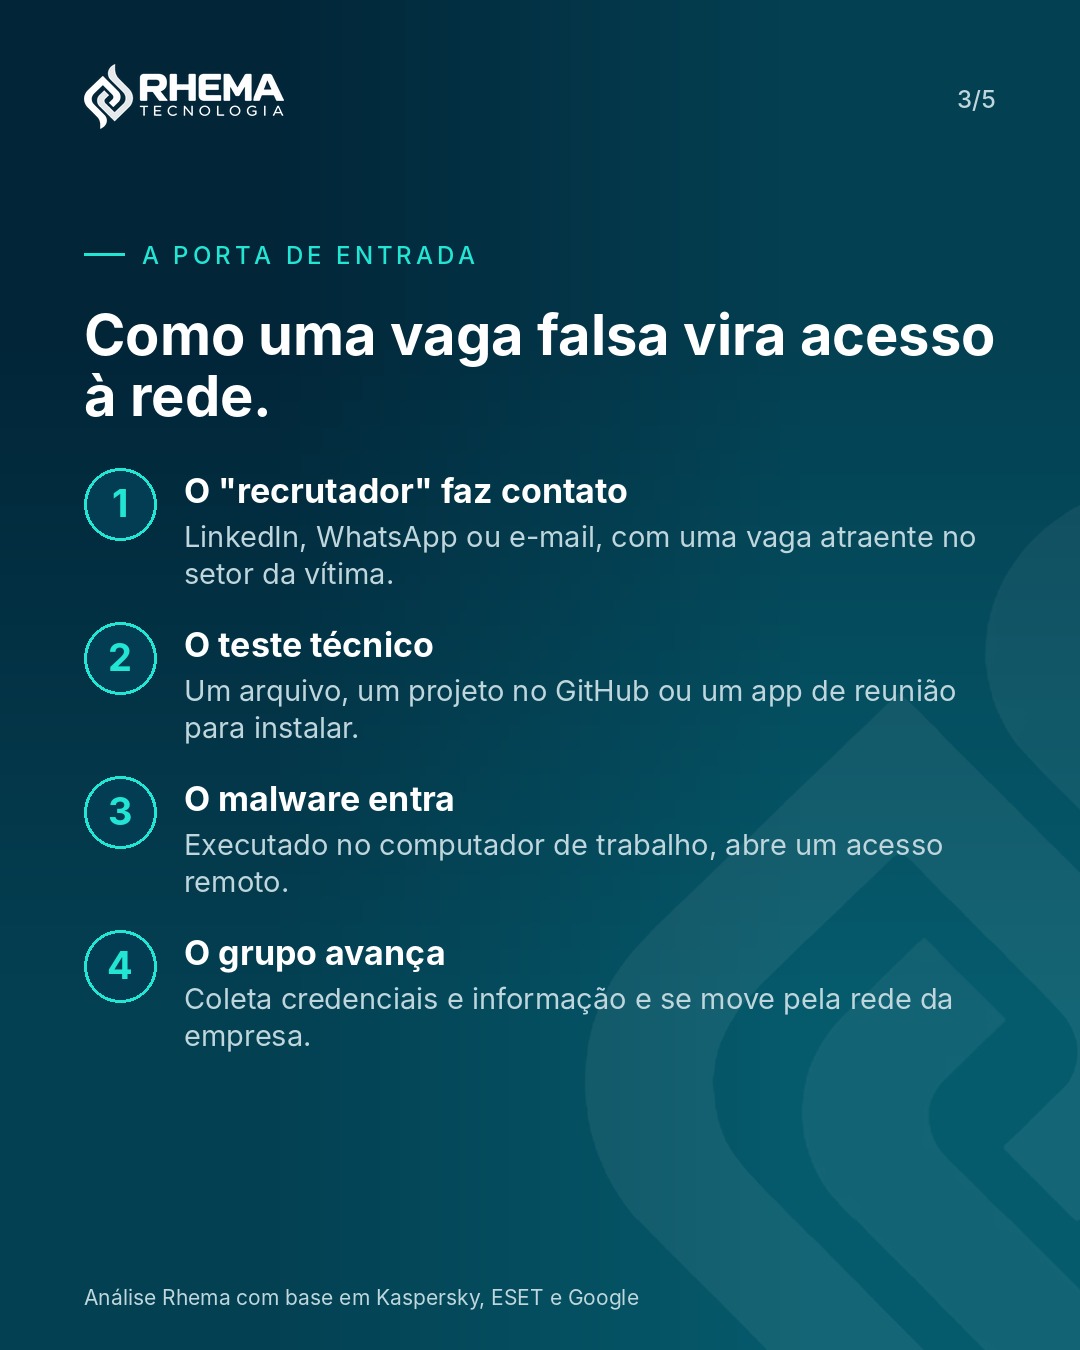 RHEMA
TECNOLOGIA
3/5
A PORTA DE ENTRADA
Como uma vaga falsa vira acesso
à rede.
1
O "recrutador" faz contato
LinkedIn, WhatsApp ou e-mail, com uma vaga atraente no
setor da vítima.
2
O teste técnico
Um arquivo, um projeto no GitHub ou um app de reunião
para instalar.
3
O malware entra
Executado no computador de trabalho, abre um acesso
remoto.
4
O grupo avança
Coleta credenciais e informação e se move pela rede da
empresa.
Análise Rhema com base em Kaspersky, ESET e Google